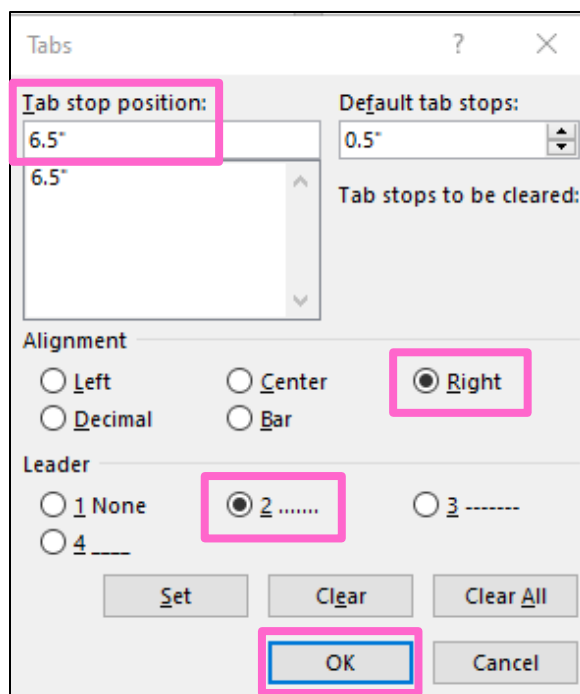 Tabs ?
Tab stop position: Default tab stops:
6.5" 0.5"
6.5"
Tab stops to be cleared:
Alignment
Left Center Right
Decimal Bar
Leader
1 None 2 ....... 3 -------
4 ____
Set Clear Clear All
OK Cancel